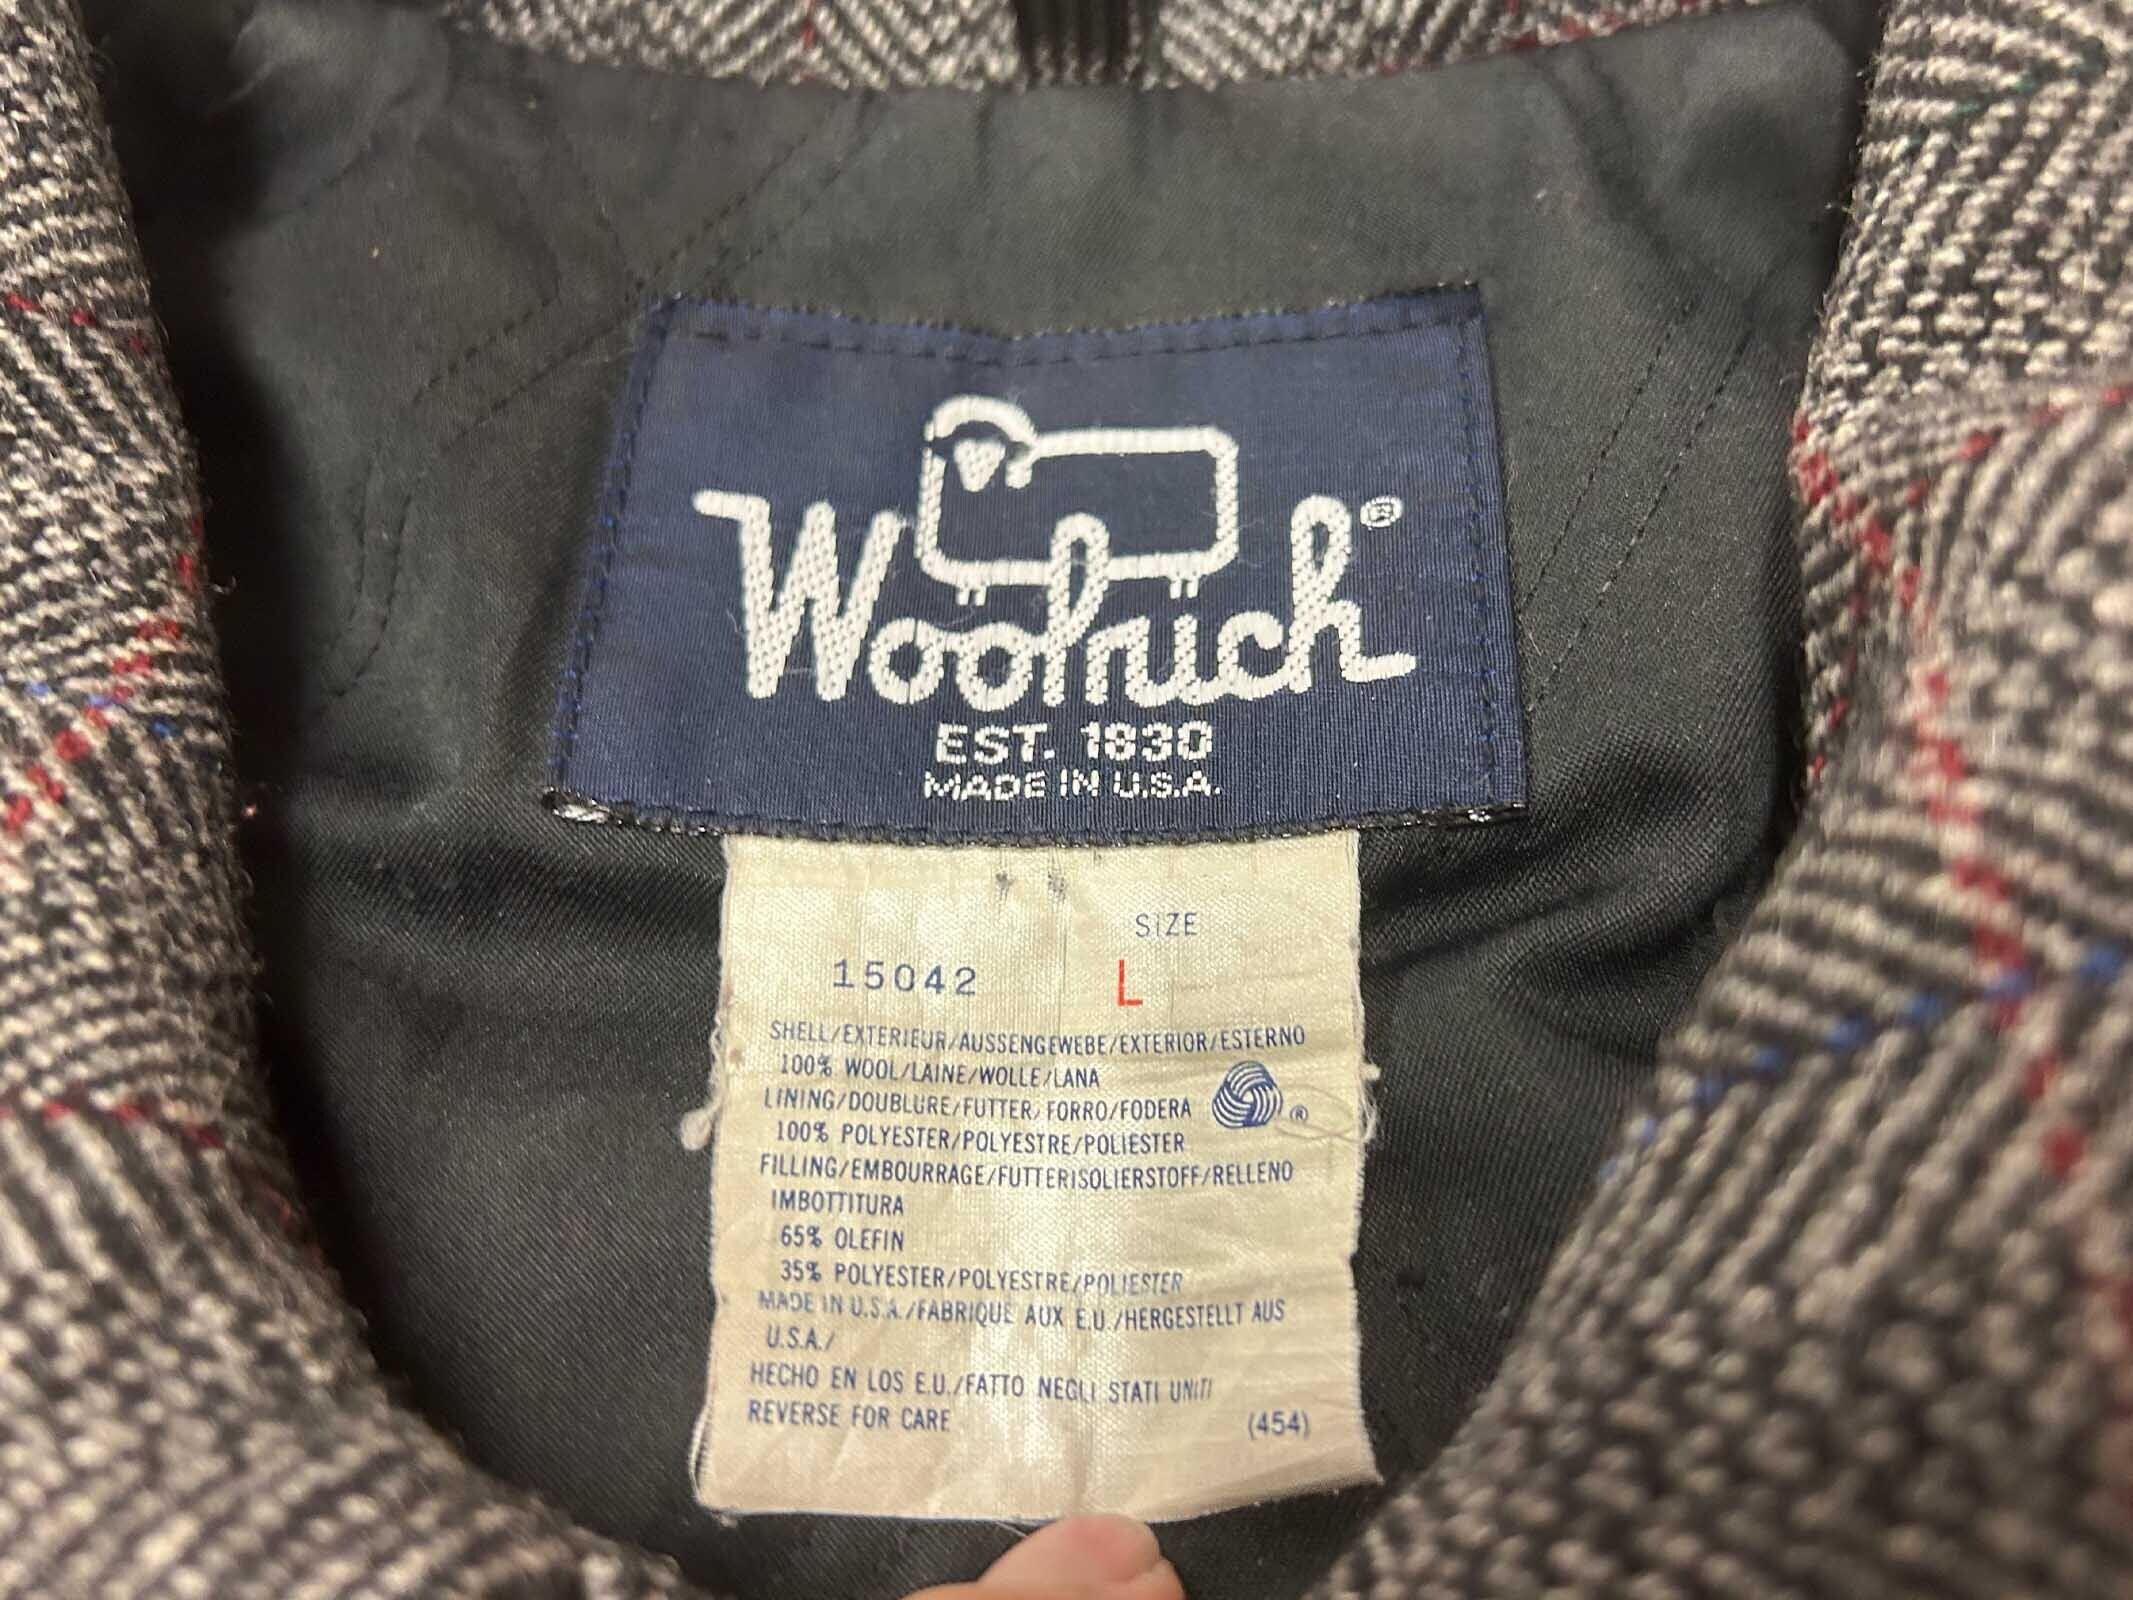 Woolrich®
EST. 1830
MADE IN U.S.A.
SIZE
15042 L
SHELL/EXTERIEUR/AUSSENGEWEBE/EXTERIOR/ESTERNO
100% WOOL/LAINE/WOLLE/LANA
LINING/DOUBLURE/FUTTER/FORRO/FODERA
®
100% POLYESTER/POLYESTRE/POLIESTER
FILLING/EMBOURRAGE/FUTTERISOLIERSTOFF/RELLENO
IMBOTTITURA
65% OLEFIN
35% POLYESTER/POLYESTRE/POLIESTER
MADE IN U.S.A./FABRIQUE AUX E.U./HERGESTELLT AUS
U.S.A./
HECHO EN LOS E.U./FATTO NEGLI STATI UNITI
REVERSE FOR CARE (454)